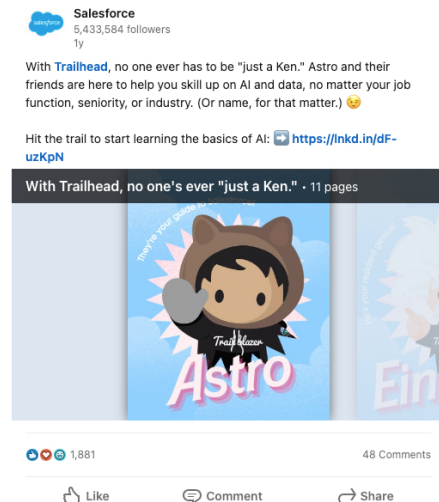 salesforce
Salesforce
5,433,584 followers
1y
With Trailhead, no one ever has to be "just a Ken." Astro and their
friends are here to help you skill up on AI and data, no matter your job
function, seniority, or industry. (Or name, for that matter.) 😉
Hit the trail to start learning the basics of AI: ➡️ https://lnkd.in/dF-
uzKpN
With Trailhead, no one's ever "just a Ken." • 11 pages
They're your guide to Salesforce!
Trailblazer
Astro
Ein
1,881
48 Comments
Like
Comment
Share